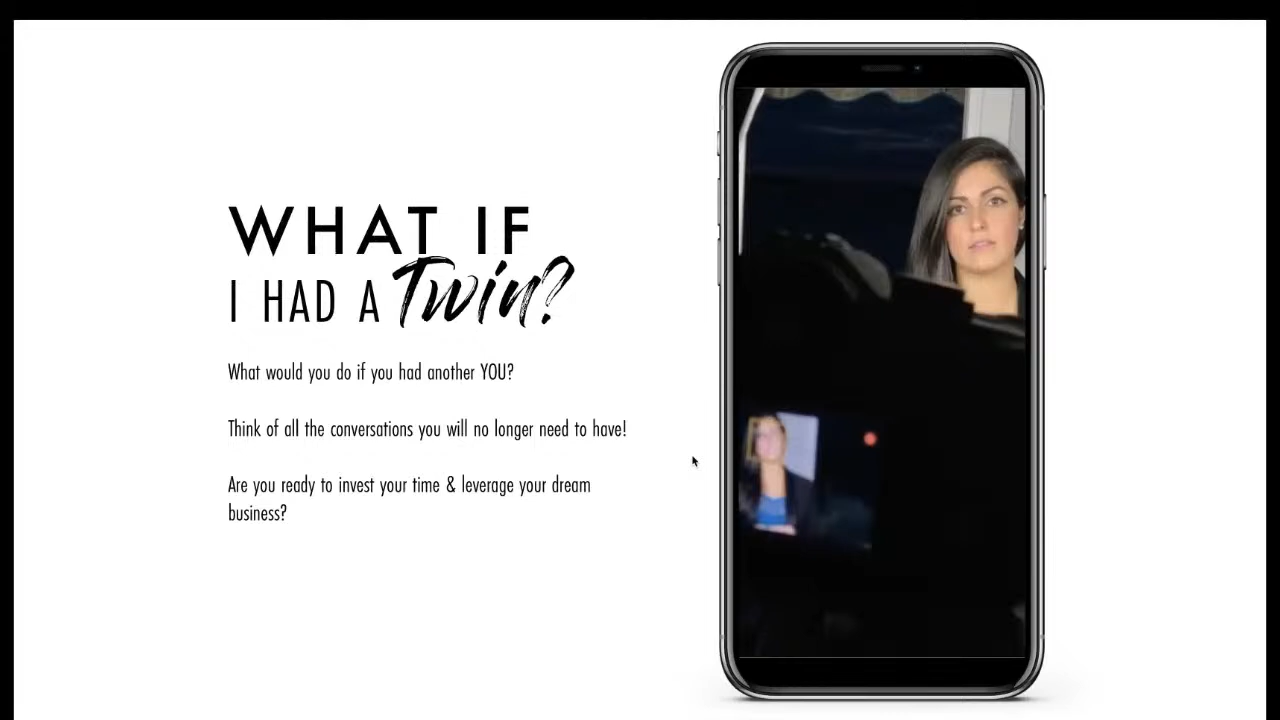 WHAT IF
I HAD A Twin?
What would you do if you had another YOU?
Think of all the conversations you will no longer need to have!
Are you ready to invest your time & leverage your dream
business?